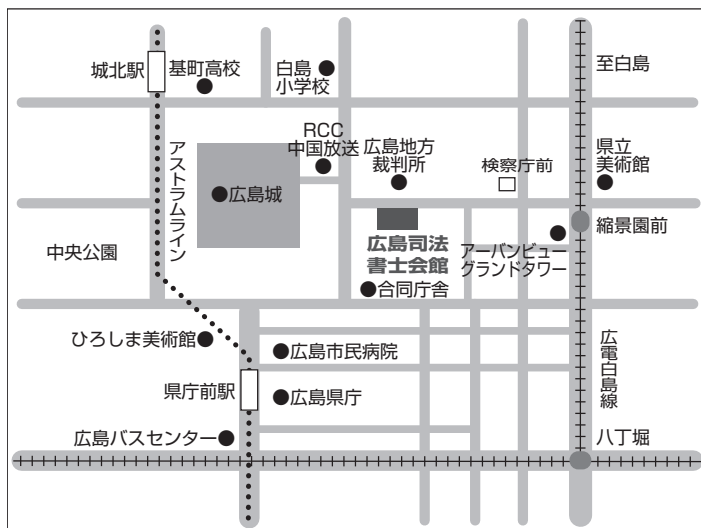 城北駅
基町高校
白島
小学校
至白島
RCC
中国放送
広島地方
裁判所
検察庁前
県立
美術館
アストラムライン
広島城
中央公園
広島司法
書士会館
アーバンビュー
グランドタワー
縮景園前
合同庁舎
ひろしま美術館
広島市民病院
広電白島線
県庁前駅
広島県庁
広島バスセンター
八丁堀